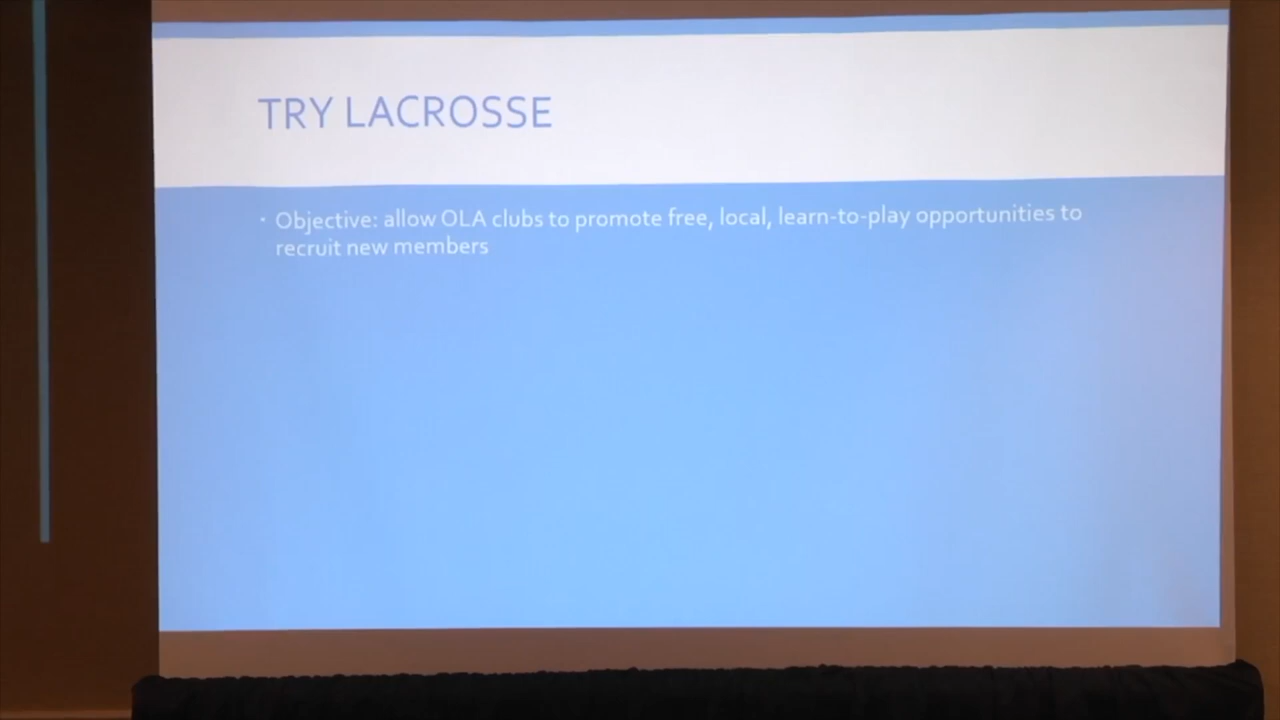 TRY LACROSSE
· Objective: allow OLA clubs to promote free, local, learn-to-play opportunities to
recruit new members